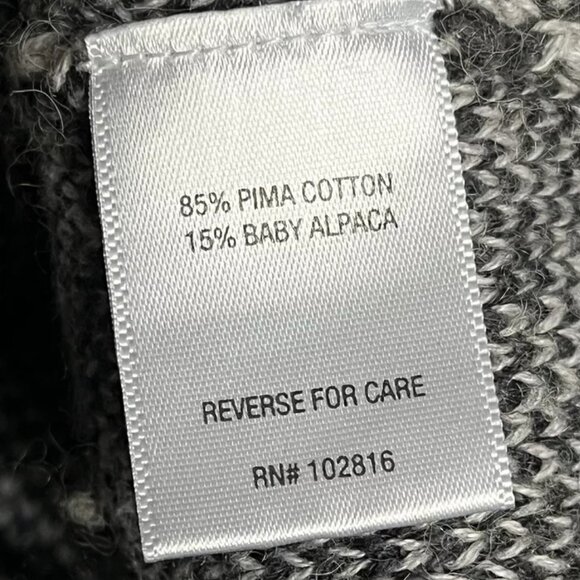 85% PIMA COTTON
15% BABY ALPACA
REVERSE FOR CARE
RN# 102816